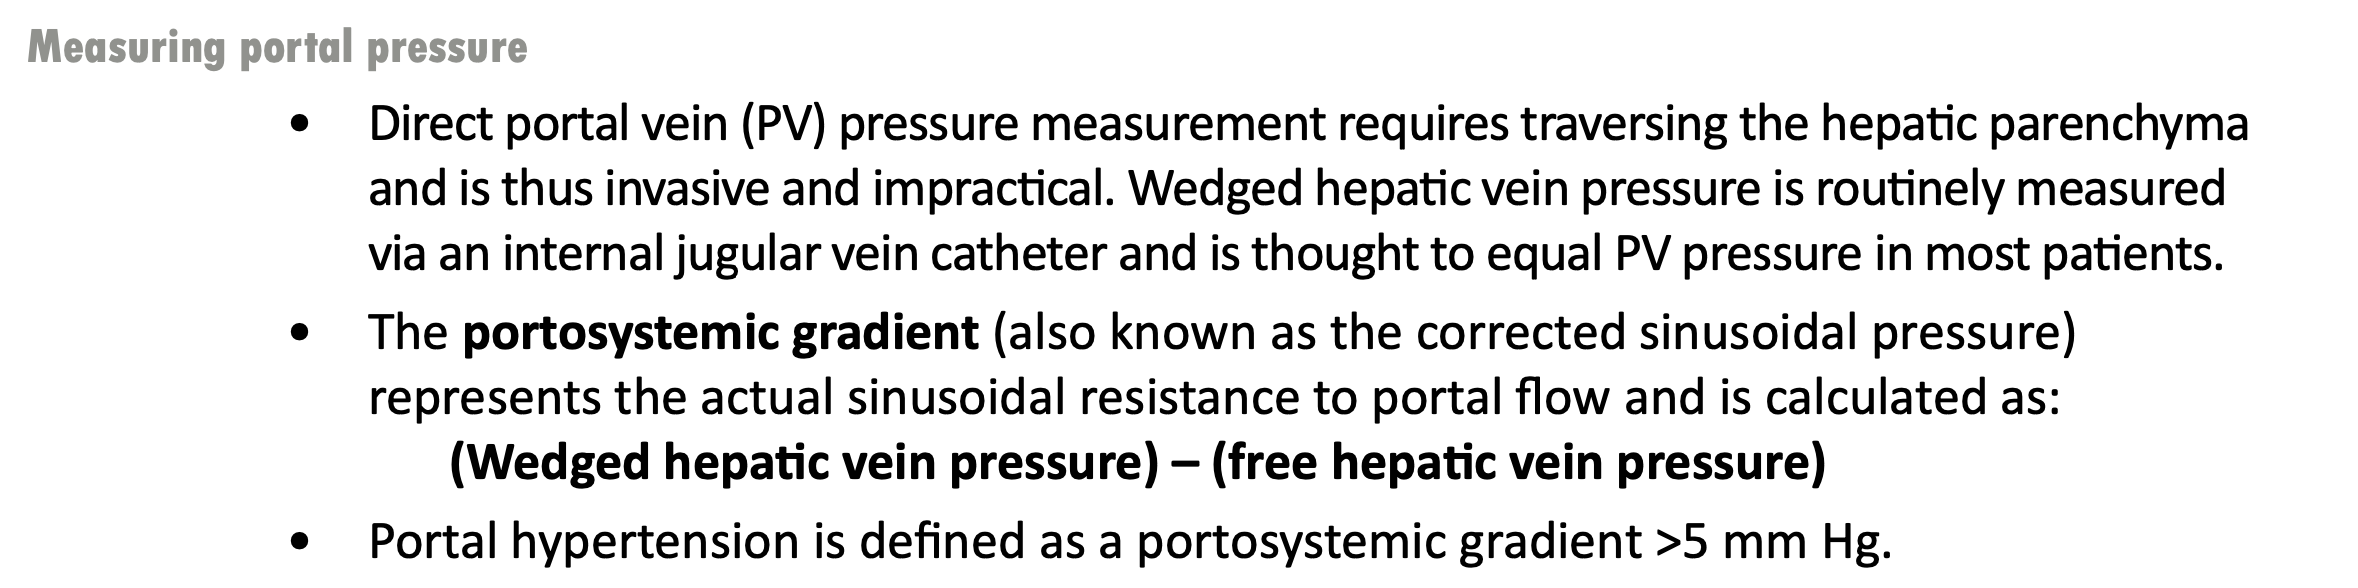 Measuring portal pressure
• Direct portal vein (PV) pressure measurement requires traversing the hepatic parenchyma
and is thus invasive and impractical. Wedged hepatic vein pressure is routinely measured
via an internal jugular vein catheter and is thought to equal PV pressure in most patients.
• The portosystemic gradient (also known as the corrected sinusoidal pressure)
represents the actual sinusoidal resistance to portal flow and is calculated as:
(Wedged hepatic vein pressure) – (free hepatic vein pressure)
• Portal hypertension is defined as a portosystemic gradient >5 mm Hg.